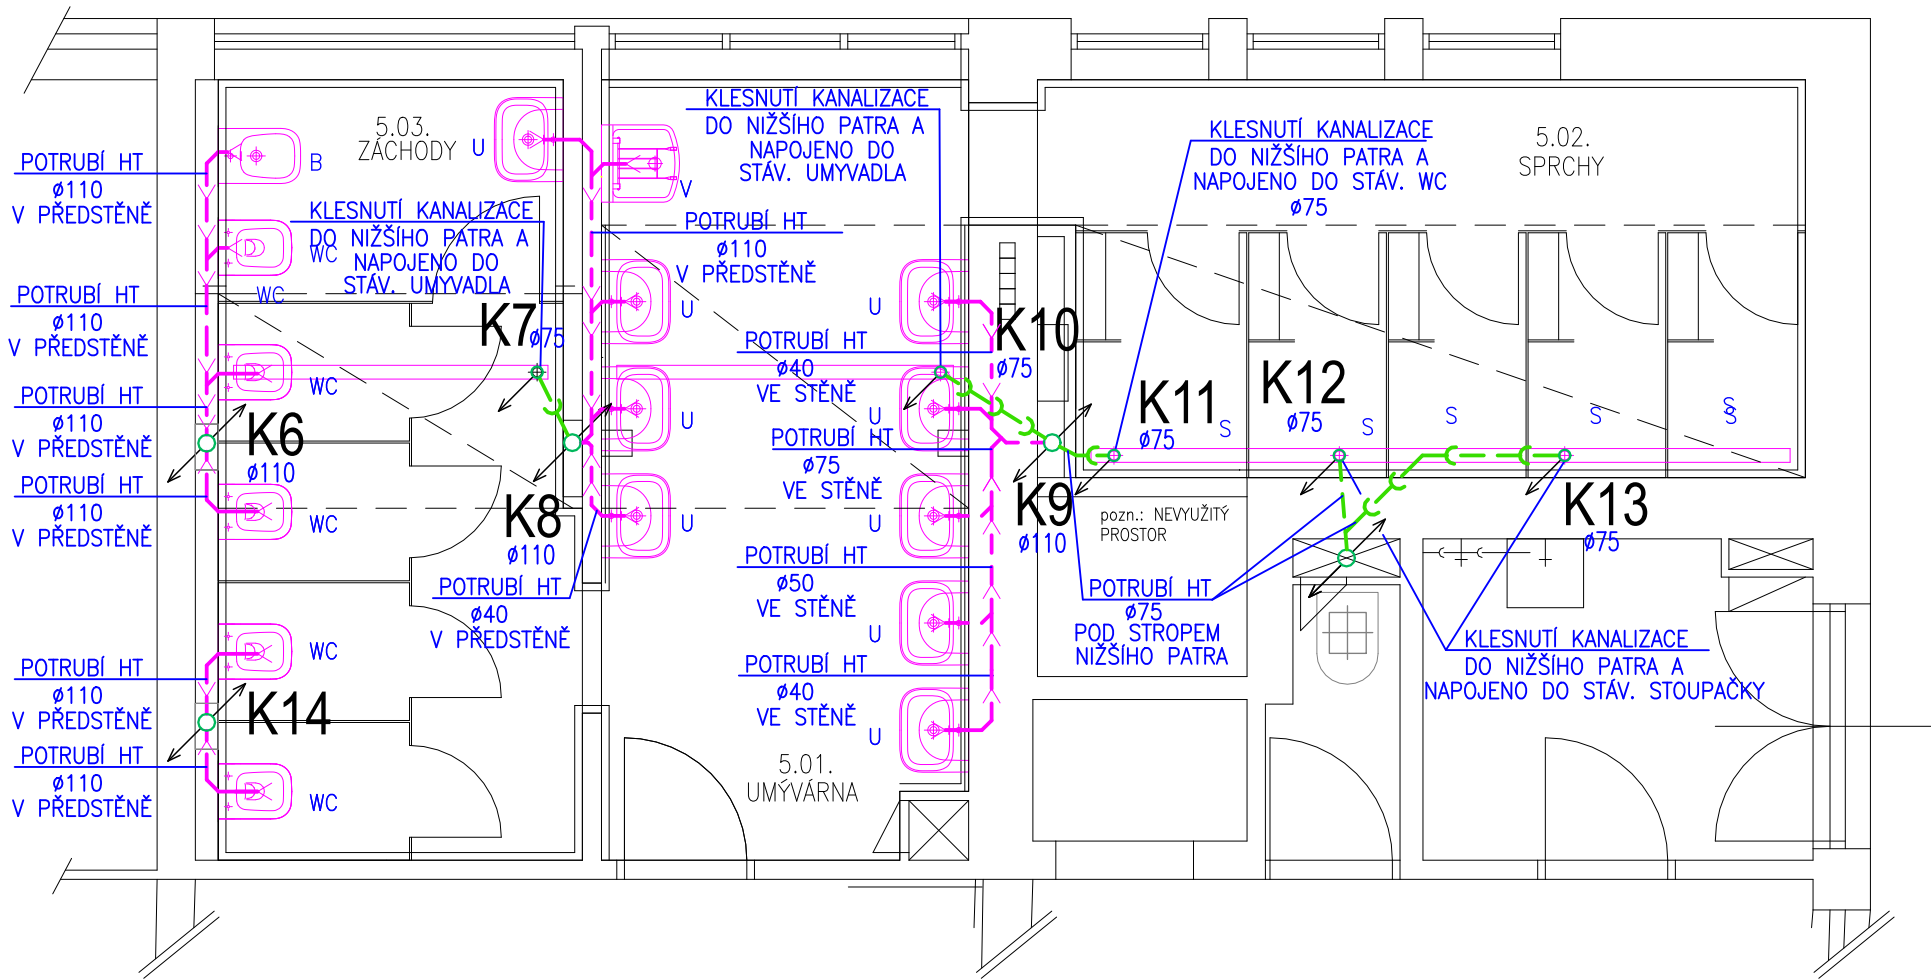 POTRUBÍ HT
ø110
V PŘEDSTĚNĚ
POTRUBÍ HT
ø110
V PŘEDSTĚNĚ
POTRUBÍ HT
ø110
V PŘEDSTĚNĚ
POTRUBÍ HT
ø110
V PŘEDSTĚNĚ
POTRUBÍ HT
ø110
V PŘEDSTĚNĚ
POTRUBÍ HT
ø110
V PŘEDSTĚNĚ
5.03.
ZÁCHODY
U
B
KLESNUTÍ KANALIZACE
DO NIŽŠÍHO PATRA A
NAPOJENO DO
STÁV. UMYVADLA
WC
WC
WC
WC
WC
WC
K7
ø75
K6
ø110
K8
ø110
K14
POTRUBÍ HT
ø40
V PŘEDSTĚNĚ
KLESNUTÍ KANALIZACE
DO NIŽŠÍHO PATRA A
NAPOJENO DO
STÁV. UMYVADLA
V
POTRUBÍ HT
ø110
V PŘEDSTĚNĚ
U
U
U
U
U
U
U
U
POTRUBÍ HT
ø40
VE STĚNĚ
POTRUBÍ HT
ø75
VE STĚNĚ
POTRUBÍ HT
ø50
VE STĚNĚ
POTRUBÍ HT
ø40
VE STĚNĚ
5.01.
UMÝVÁRNA
K10
ø75
K9
ø110
KLESNUTÍ KANALIZACE
DO NIŽŠÍHO PATRA A
NAPOJENO DO STÁV. WC
ø75
5.02.
SPRCHY
K11
ø75
K12
ø75
S
S
S
S
S
S
K13
ø75
pozn.: NEVYUŽITÝ
PROSTOR
POTRUBÍ HT
ø75
POD STROPEM
NIŽŠÍHO PATRA
KLESNUTÍ KANALIZACE
DO NIŽŠÍHO PATRA A
NAPOJENO DO STÁV. STOUPAČKY